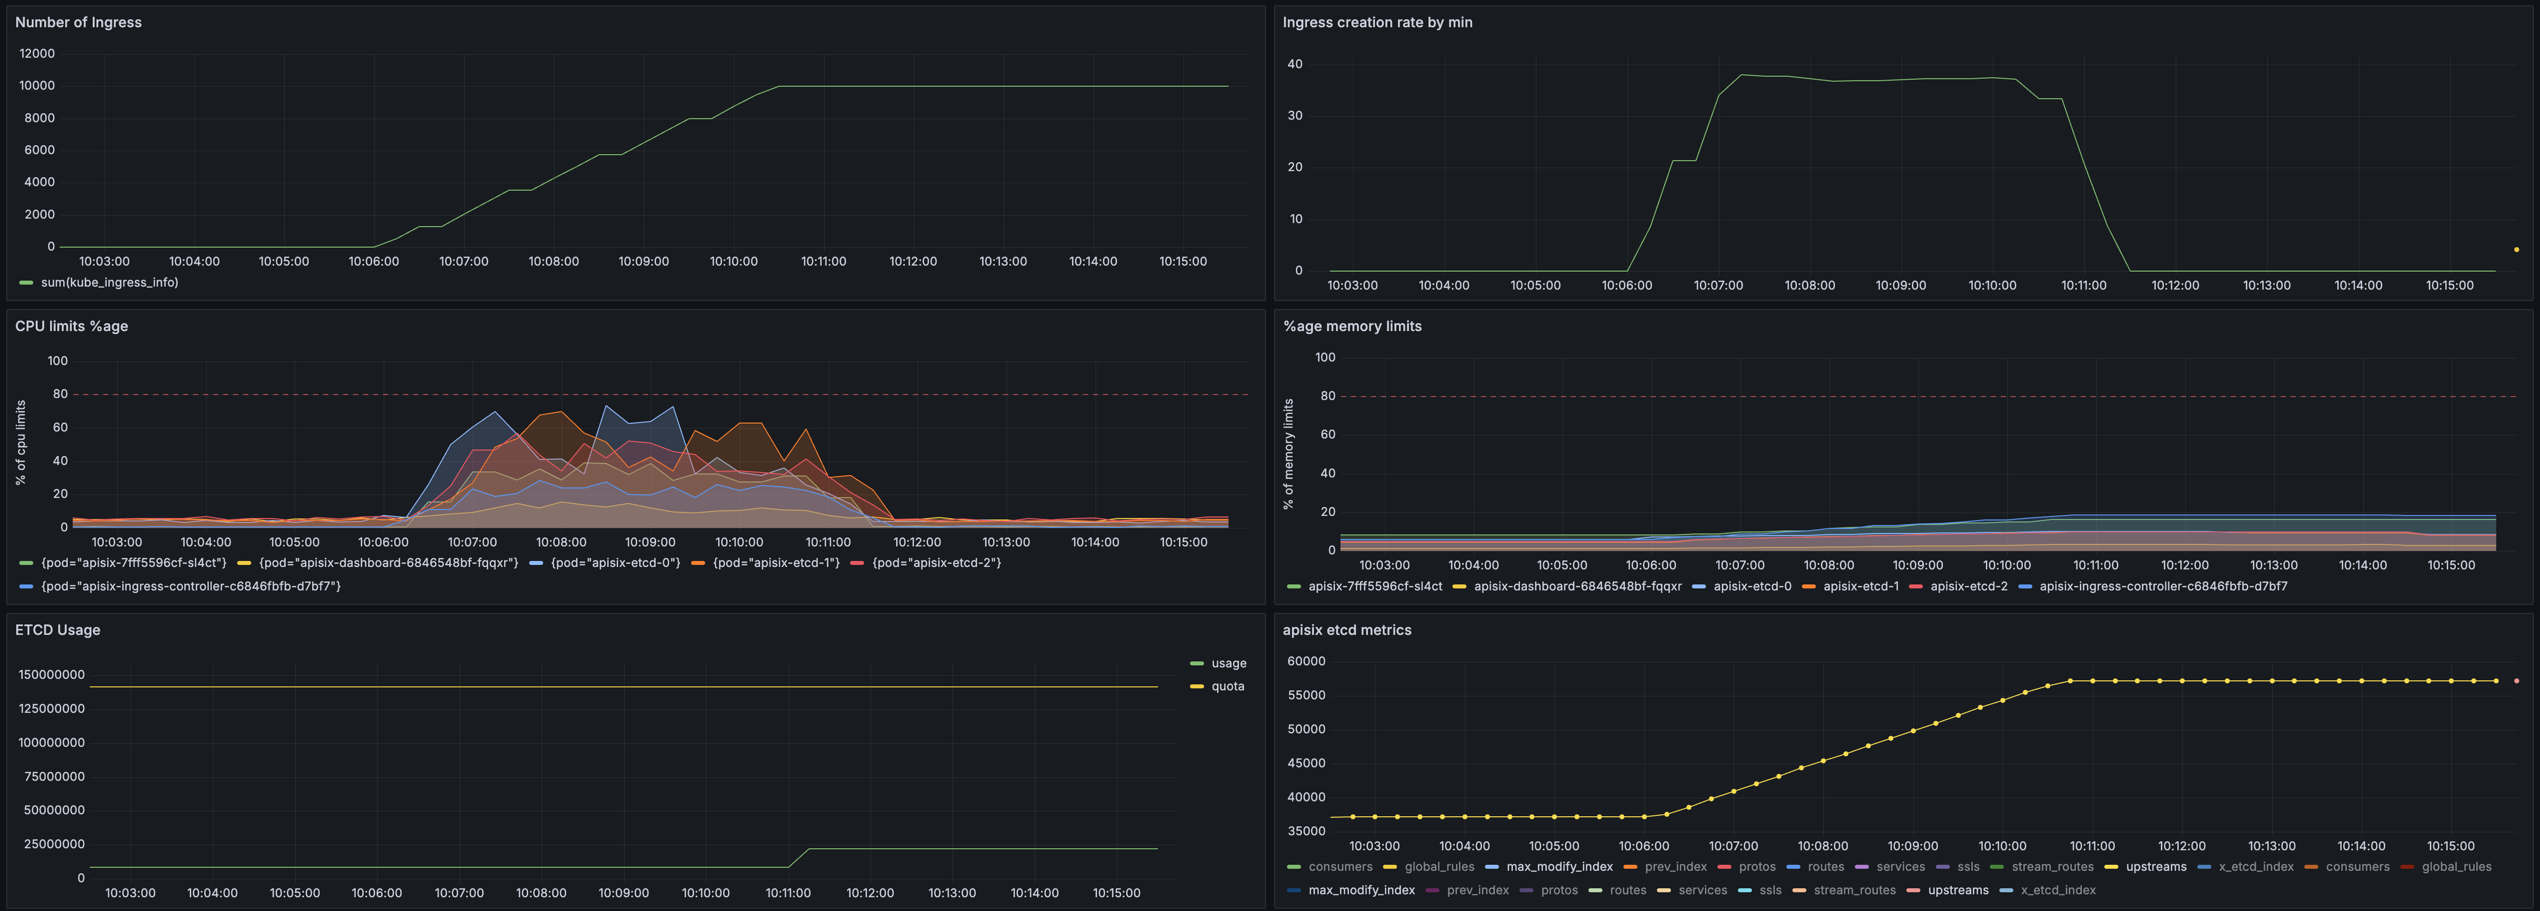 Number of Ingress
12000
10000
8000
6000
4000
2000
0
10:03:00 10:04:00 10:05:00 10:06:00 10:07:00 10:08:00 10:09:00 10:10:00 10:11:00 10:12:00 10:13:00 10:14:00 10:15:00
sum(kube_ingress_info)
Ingress creation rate by min
40
30
20
10
0
10:03:00 10:04:00 10:05:00 10:06:00 10:07:00 10:08:00 10:09:00 10:10:00 10:11:00 10:12:00 10:13:00 10:14:00 10:15:00
CPU limits %age
% of cpu limits
100
80
60
40
20
0
10:03:00 10:04:00 10:05:00 10:06:00 10:07:00 10:08:00 10:09:00 10:10:00 10:11:00 10:12:00 10:13:00 10:14:00 10:15:00
{pod="apisix-7fff5596cf-sl4ct"} {pod="apisix-dashboard-6846548bf-fqqxr"} {pod="apisix-etcd-0"} {pod="apisix-etcd-1"} {pod="apisix-etcd-2"}
{pod="apisix-ingress-controller-c6846fbfb-d7bf7"}
%age memory limits
% of memory limits
100
80
60
40
20
0
10:03:00 10:04:00 10:05:00 10:06:00 10:07:00 10:08:00 10:09:00 10:10:00 10:11:00 10:12:00 10:13:00 10:14:00 10:15:00
apisix-7fff5596cf-sl4ct apisix-dashboard-6846548bf-fqqxr apisix-etcd-0 apisix-etcd-1 apisix-etcd-2 apisix-ingress-controller-c6846fbfb-d7bf7
ETCD Usage
150000000
125000000
100000000
75000000
50000000
25000000
0
10:03:00 10:04:00 10:05:00 10:06:00 10:07:00 10:08:00 10:09:00 10:10:00 10:11:00 10:12:00 10:13:00 10:14:00 10:15:00
usage
quota
apisix etcd metrics
60000
55000
50000
45000
40000
35000
10:03:00 10:04:00 10:05:00 10:06:00 10:07:00 10:08:00 10:09:00 10:10:00 10:11:00 10:12:00 10:13:00 10:14:00 10:15:00
consumers global_rules max_modify_index prev_index protos routes services ssls stream_routes upstreams x_etcd_index consumers global_rules
max_modify_index prev_index protos routes services ssls stream_routes upstreams x_etcd_index